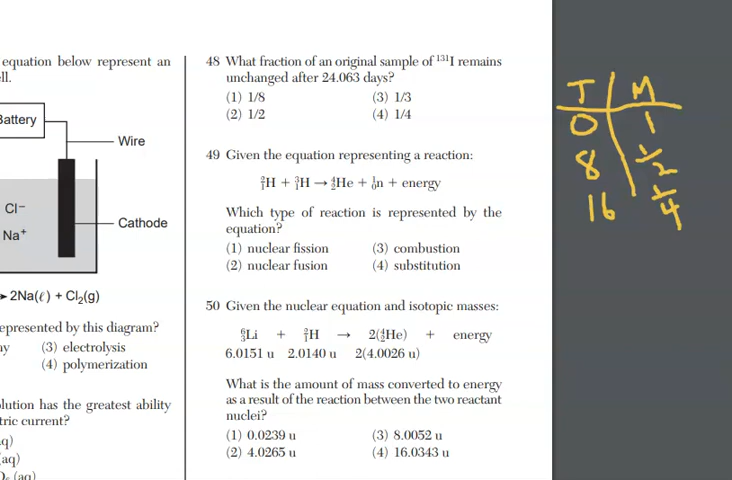 equation below represent an
ll.
Battery
Wire
Cl−
Na+
Cathode
➤ 2Na(ℓ) + Cl₂(g)
epresented by this diagram?
ay (3) electrolysis
(4) polymerization
lution has the greatest ability
tric current?
q)
(aq)
(aq)
48 What fraction of an original sample of ¹³¹I remains
unchanged after 24.063 days?
(1) 1/8 (3) 1/3
(2) 1/2 (4) 1/4
49 Given the equation representing a reaction:
²₁H + ³₁H → ⁴₂He + ¹₀n + energy
Which type of reaction is represented by the
equation?
(1) nuclear fission (3) combustion
(2) nuclear fusion (4) substitution
50 Given the nuclear equation and isotopic masses:
⁶₃Li + ²₁H → 2(⁴₂He) + energy
6.0151 u 2.0140 u 2(4.0026 u)
What is the amount of mass converted to energy
as a result of the reaction between the two reactant
nuclei?
(1) 0.0239 u (3) 8.0052 u
(2) 4.0265 u (4) 16.0343 u
T M
0 1
8 1/2
16 1/4